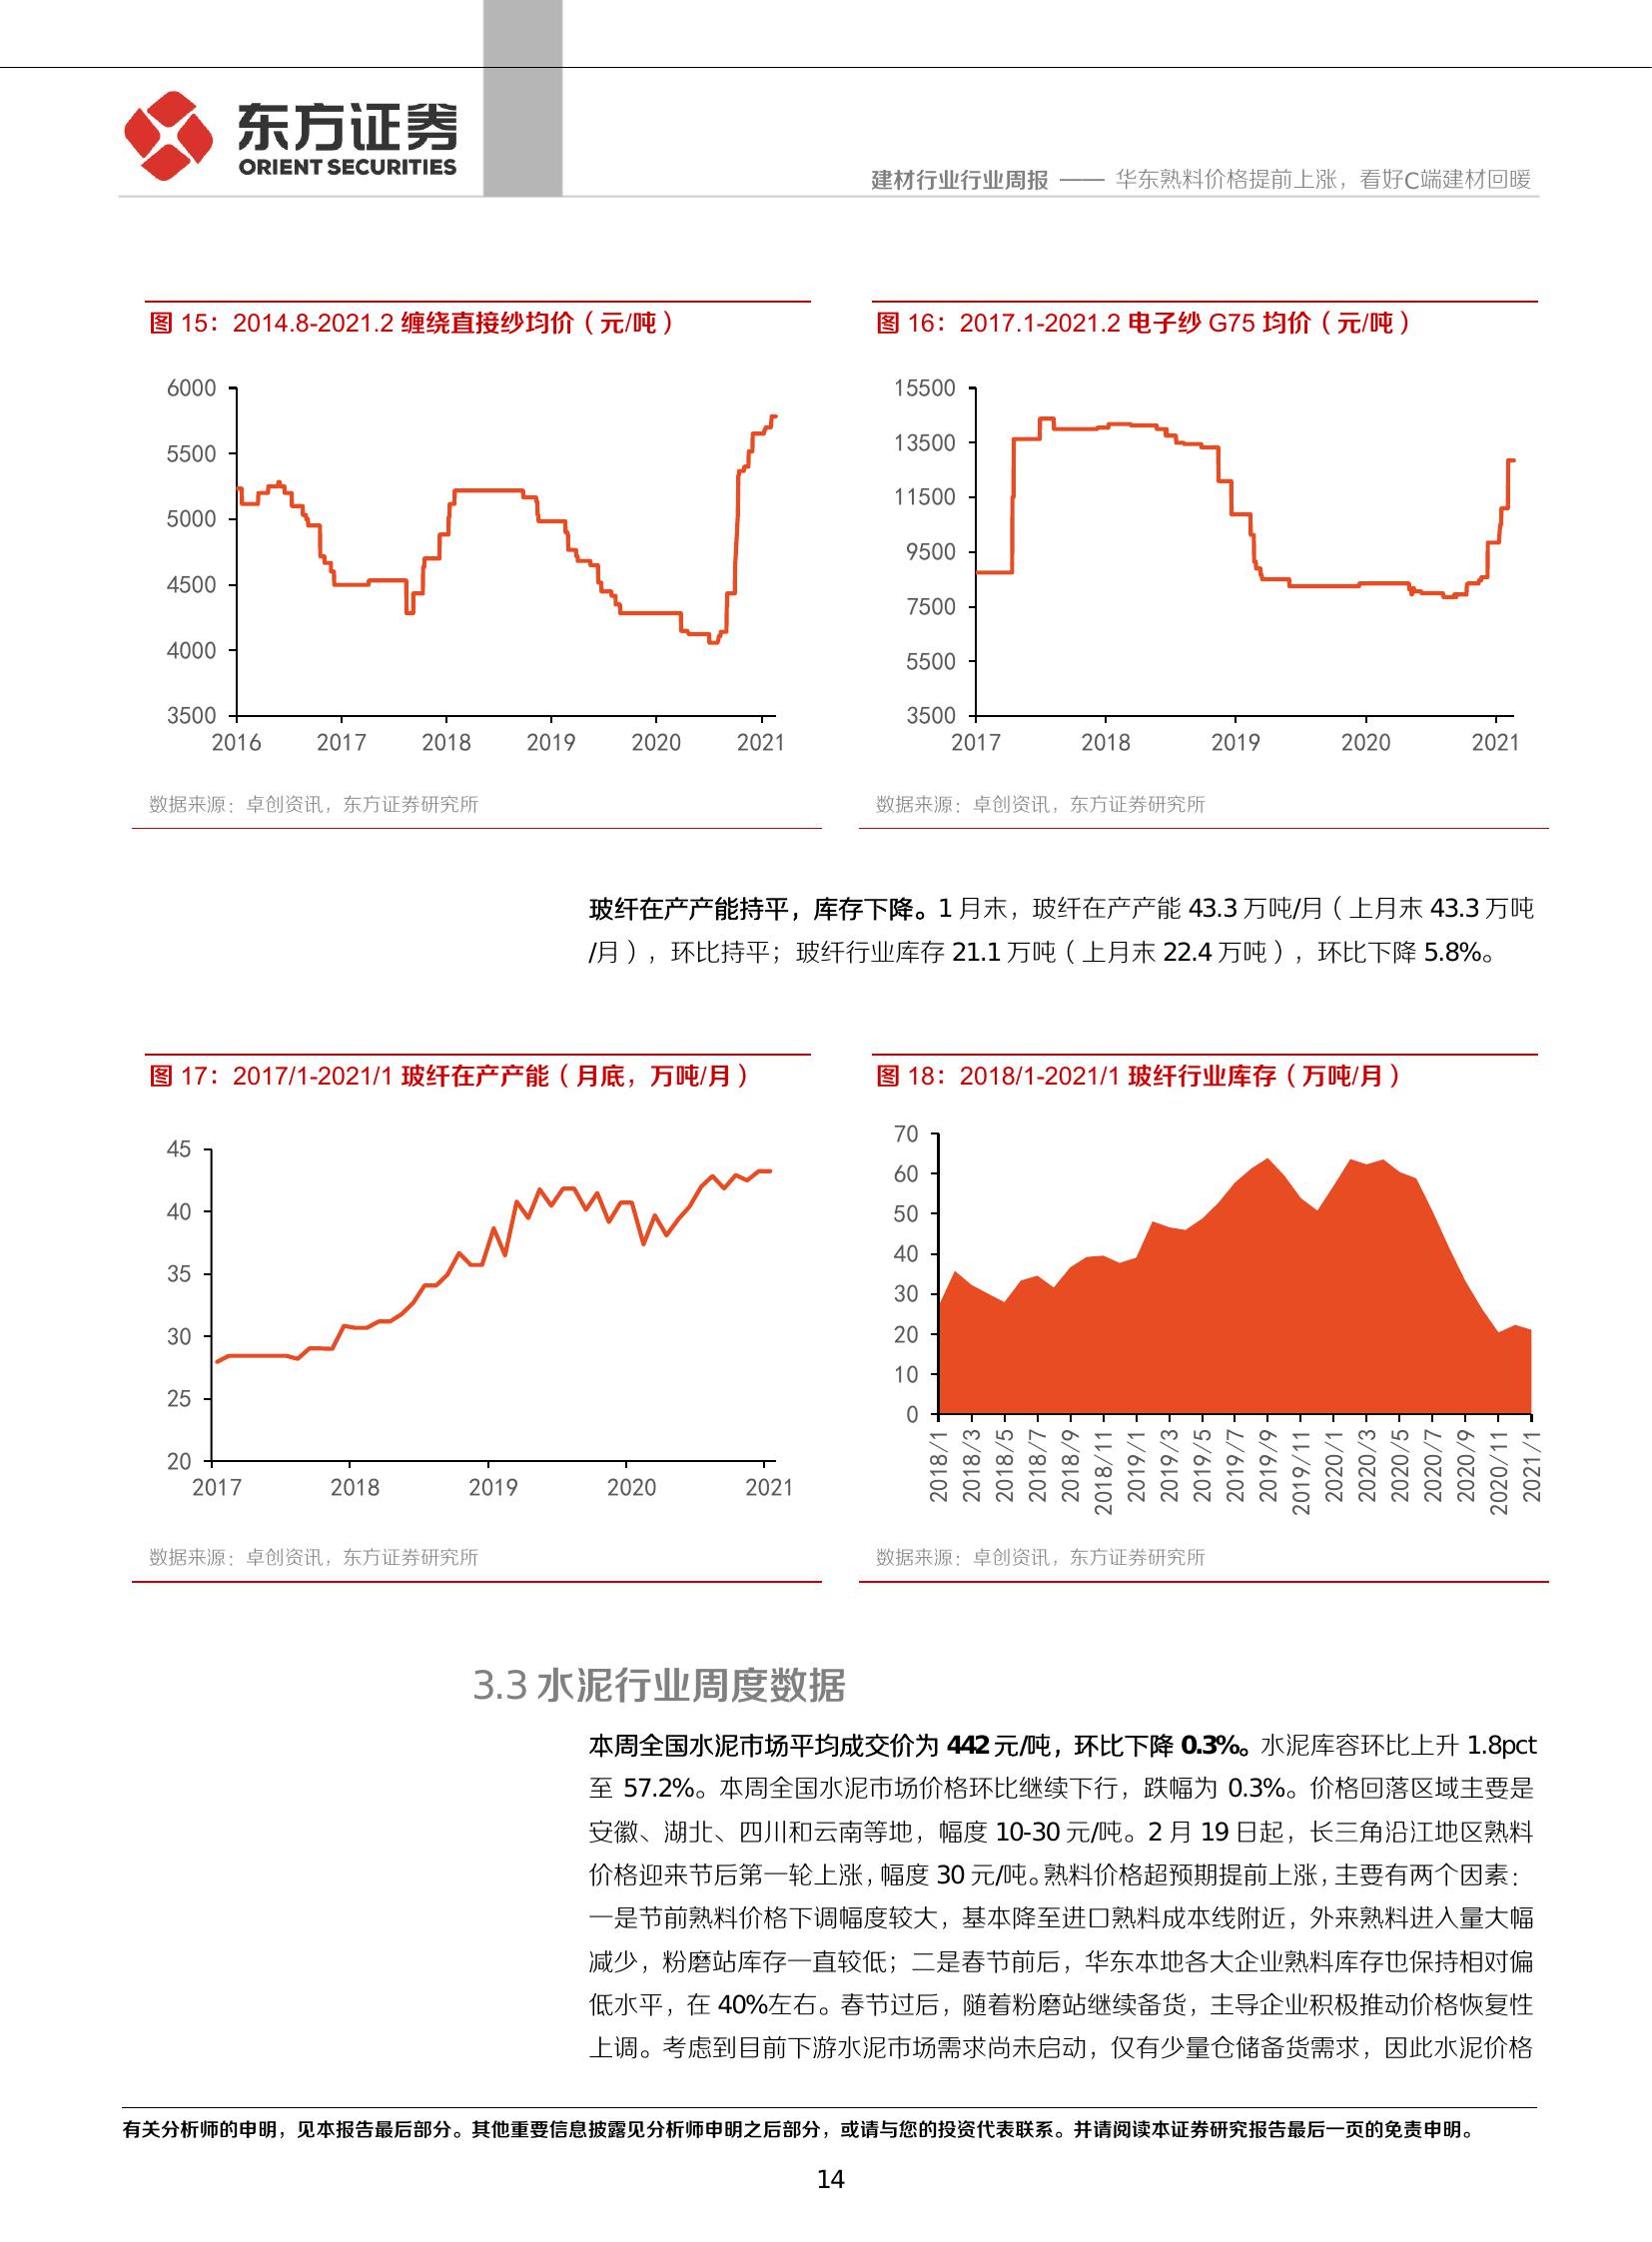 东方证券
ORIENT SECURITIES
建材行业行业周报 —— 华东熟料价格提前上涨，看好C端建材回暖
图 15：2014.8-2021.2 缠绕直接纱均价（元/吨）
6000
5500
5000
4500
4000
3500
2016 2017 2018 2019 2020 2021
数据来源：卓创资讯，东方证券研究所
图 16：2017.1-2021.2 电子纱 G75 均价（元/吨）
15500
13500
11500
9500
7500
5500
3500
2017 2018 2019 2020 2021
数据来源：卓创资讯，东方证券研究所
玻纤在产产能持平，库存下降。1 月末，玻纤在产产能 43.3 万吨/月（上月末 43.3 万吨
/月），环比持平；玻纤行业库存 21.1 万吨（上月末 22.4 万吨），环比下降 5.8%。
图 17：2017/1-2021/1 玻纤在产产能（月底，万吨/月）
45
40
35
30
25
20
2017 2018 2019 2020 2021
数据来源：卓创资讯，东方证券研究所
图 18：2018/1-2021/1 玻纤行业库存（万吨/月）
70
60
50
40
30
20
10
0
2018/1 2018/3 2018/5 2018/7 2018/9 2018/11 2019/1 2019/3 2019/5 2019/7 2019/9 2019/11 2020/1 2020/3 2020/5 2020/7 2020/9 2020/11 2021/1
数据来源：卓创资讯，东方证券研究所
3.3 水泥行业周度数据
本周全国水泥市场平均成交价为 442 元/吨，环比下降 0.3%。水泥库容环比上升 1.8pct
至 57.2%。本周全国水泥市场价格环比继续下行，跌幅为 0.3%。价格回落区域主要是
安徽、湖北、四川和云南等地，幅度 10-30 元/吨。2 月 19 日起，长三角沿江地区熟料
价格迎来节后第一轮上涨，幅度 30 元/吨。熟料价格超预期提前上涨，主要有两个因素：
一是节前熟料价格下调幅度较大，基本降至进口熟料成本线附近，外来熟料进入量大幅
减少，粉磨站库存一直较低；二是春节前后，华东本地各大企业熟料库存也保持相对偏
低水平，在 40%左右。春节过后，随着粉磨站继续备货，主导企业积极推动价格恢复性
上调。考虑到目前下游水泥市场需求尚未启动，仅有少量仓储备货需求，因此水泥价格
有关分析师的申明，见本报告最后部分。其他重要信息披露见分析师申明之后部分，或请与您的投资代表联系。并请阅读本证券研究报告最后一页的免责申明。
14